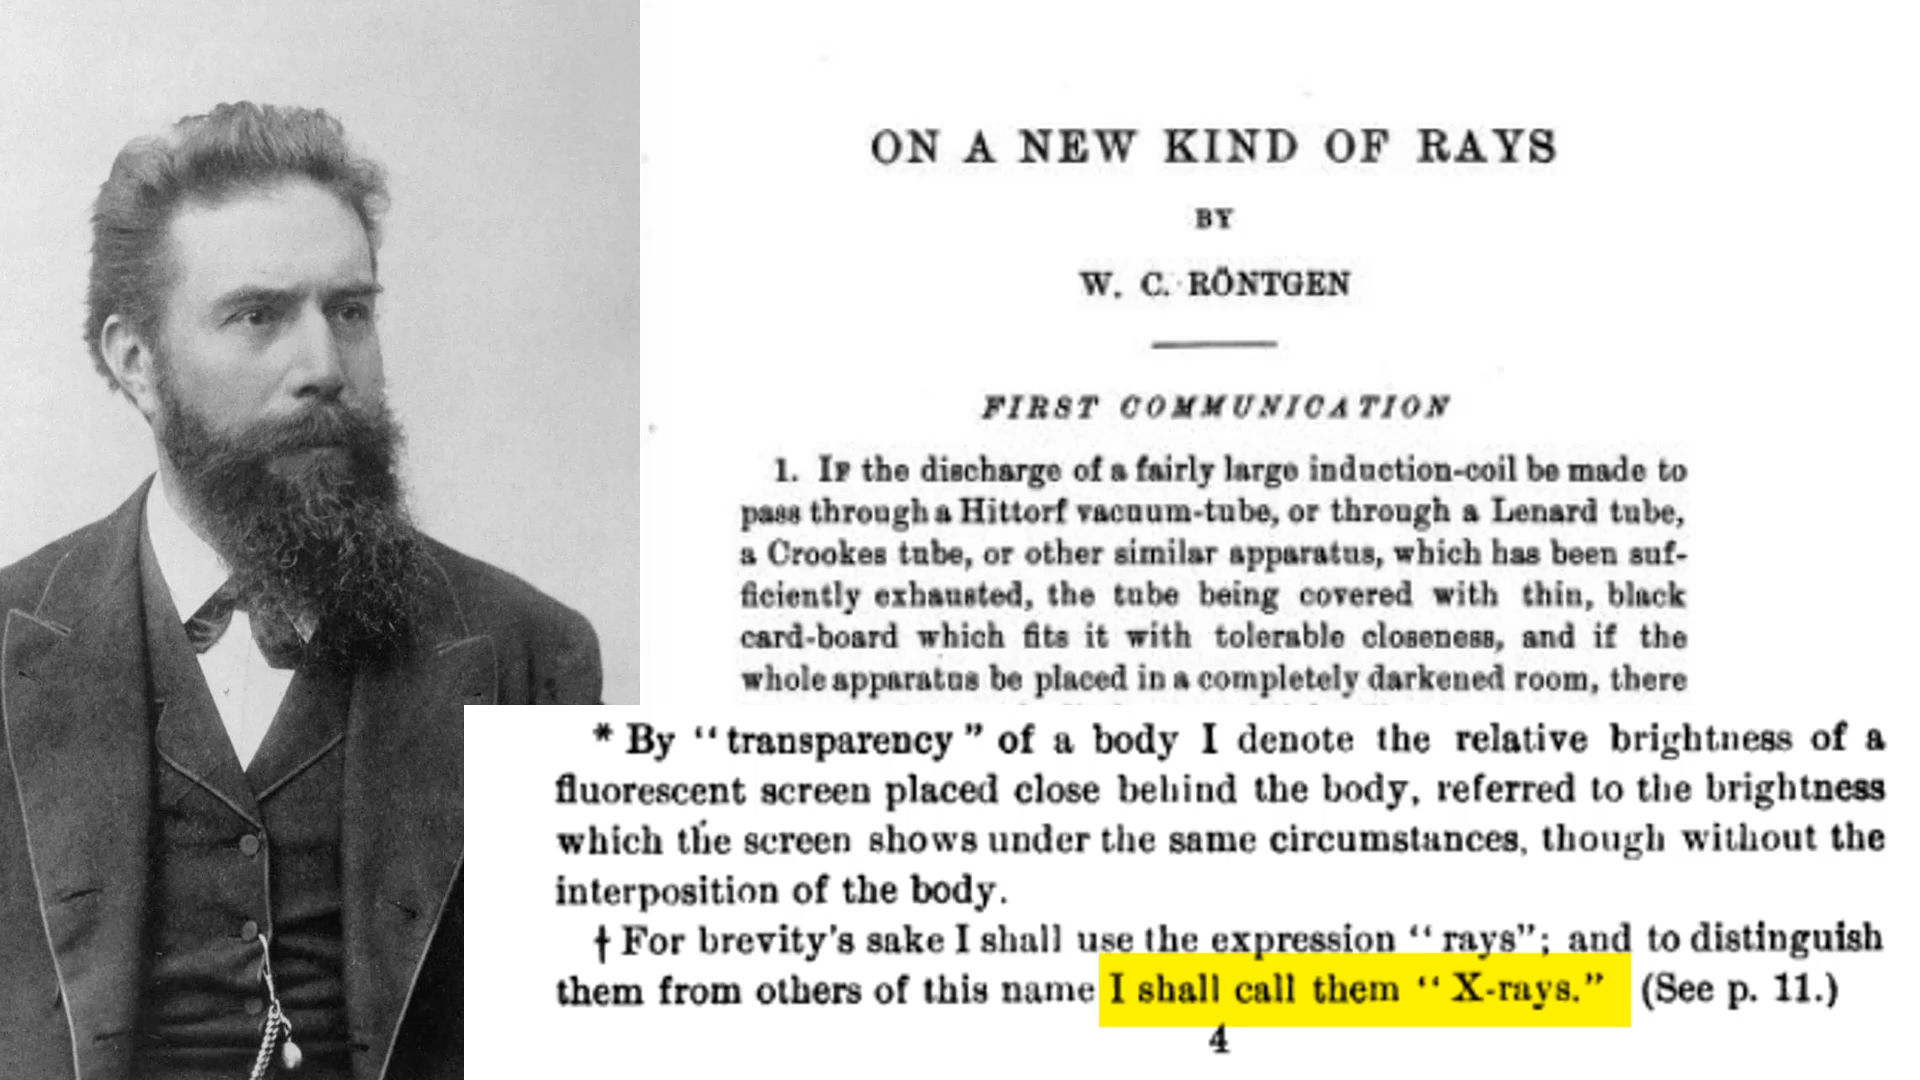 ON A NEW KIND OF RAYS
BY
W. C. RÖNTGEN
FIRST COMMUNICATION
1. If the discharge of a fairly large induction-coil be made to
pass through a Hittorf vacuum-tube, or through a Lenard tube,
a Crookes tube, or other similar apparatus, which has been suf-
ficiently exhausted, the tube being covered with thin, black
card-board which fits it with tolerable closeness, and if the
whole apparatus be placed in a completely darkened room, there
* By “transparency” of a body I denote the relative brightness of a
fluorescent screen placed close behind the body, referred to the brightness
which the screen shows under the same circumstances, though without the
interposition of the body.
† For brevity's sake I shall use the expression “rays”; and to distinguish
them from others of this name I shall call them “X-rays.” (See p. 11.)
4